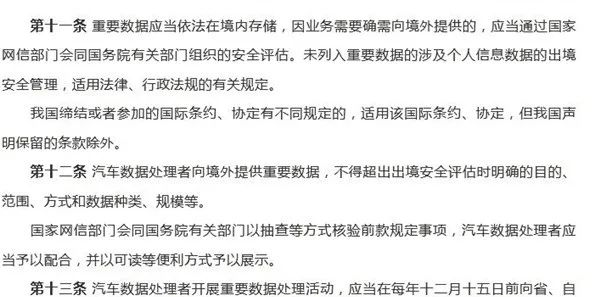 第十一条 重要数据应当依法在境内存储，因业务需要确需向境外提供的，应当通过国家
网信部门会同国务院有关部门组织的安全评估。未列入重要数据的涉及个人信息数据的出境
安全管理，适用法律、行政法规的有关规定。
我国缔结或者参加的国际条约、协定有不同规定的，适用该国际条约、协定，但我国声
明保留的条款除外。
第十二条 汽车数据处理者向境外提供重要数据，不得超出出境安全评估时明确的目的、
范围、方式和数据种类、规模等。
国家网信部门会同国务院有关部门以抽查等方式核验前款规定事项，汽车数据处理者应
当予以配合，并以可读等便利方式予以展示。
第十三条 汽车数据处理者开展重要数据处理活动，应当在每年十二月十五日前向省、自